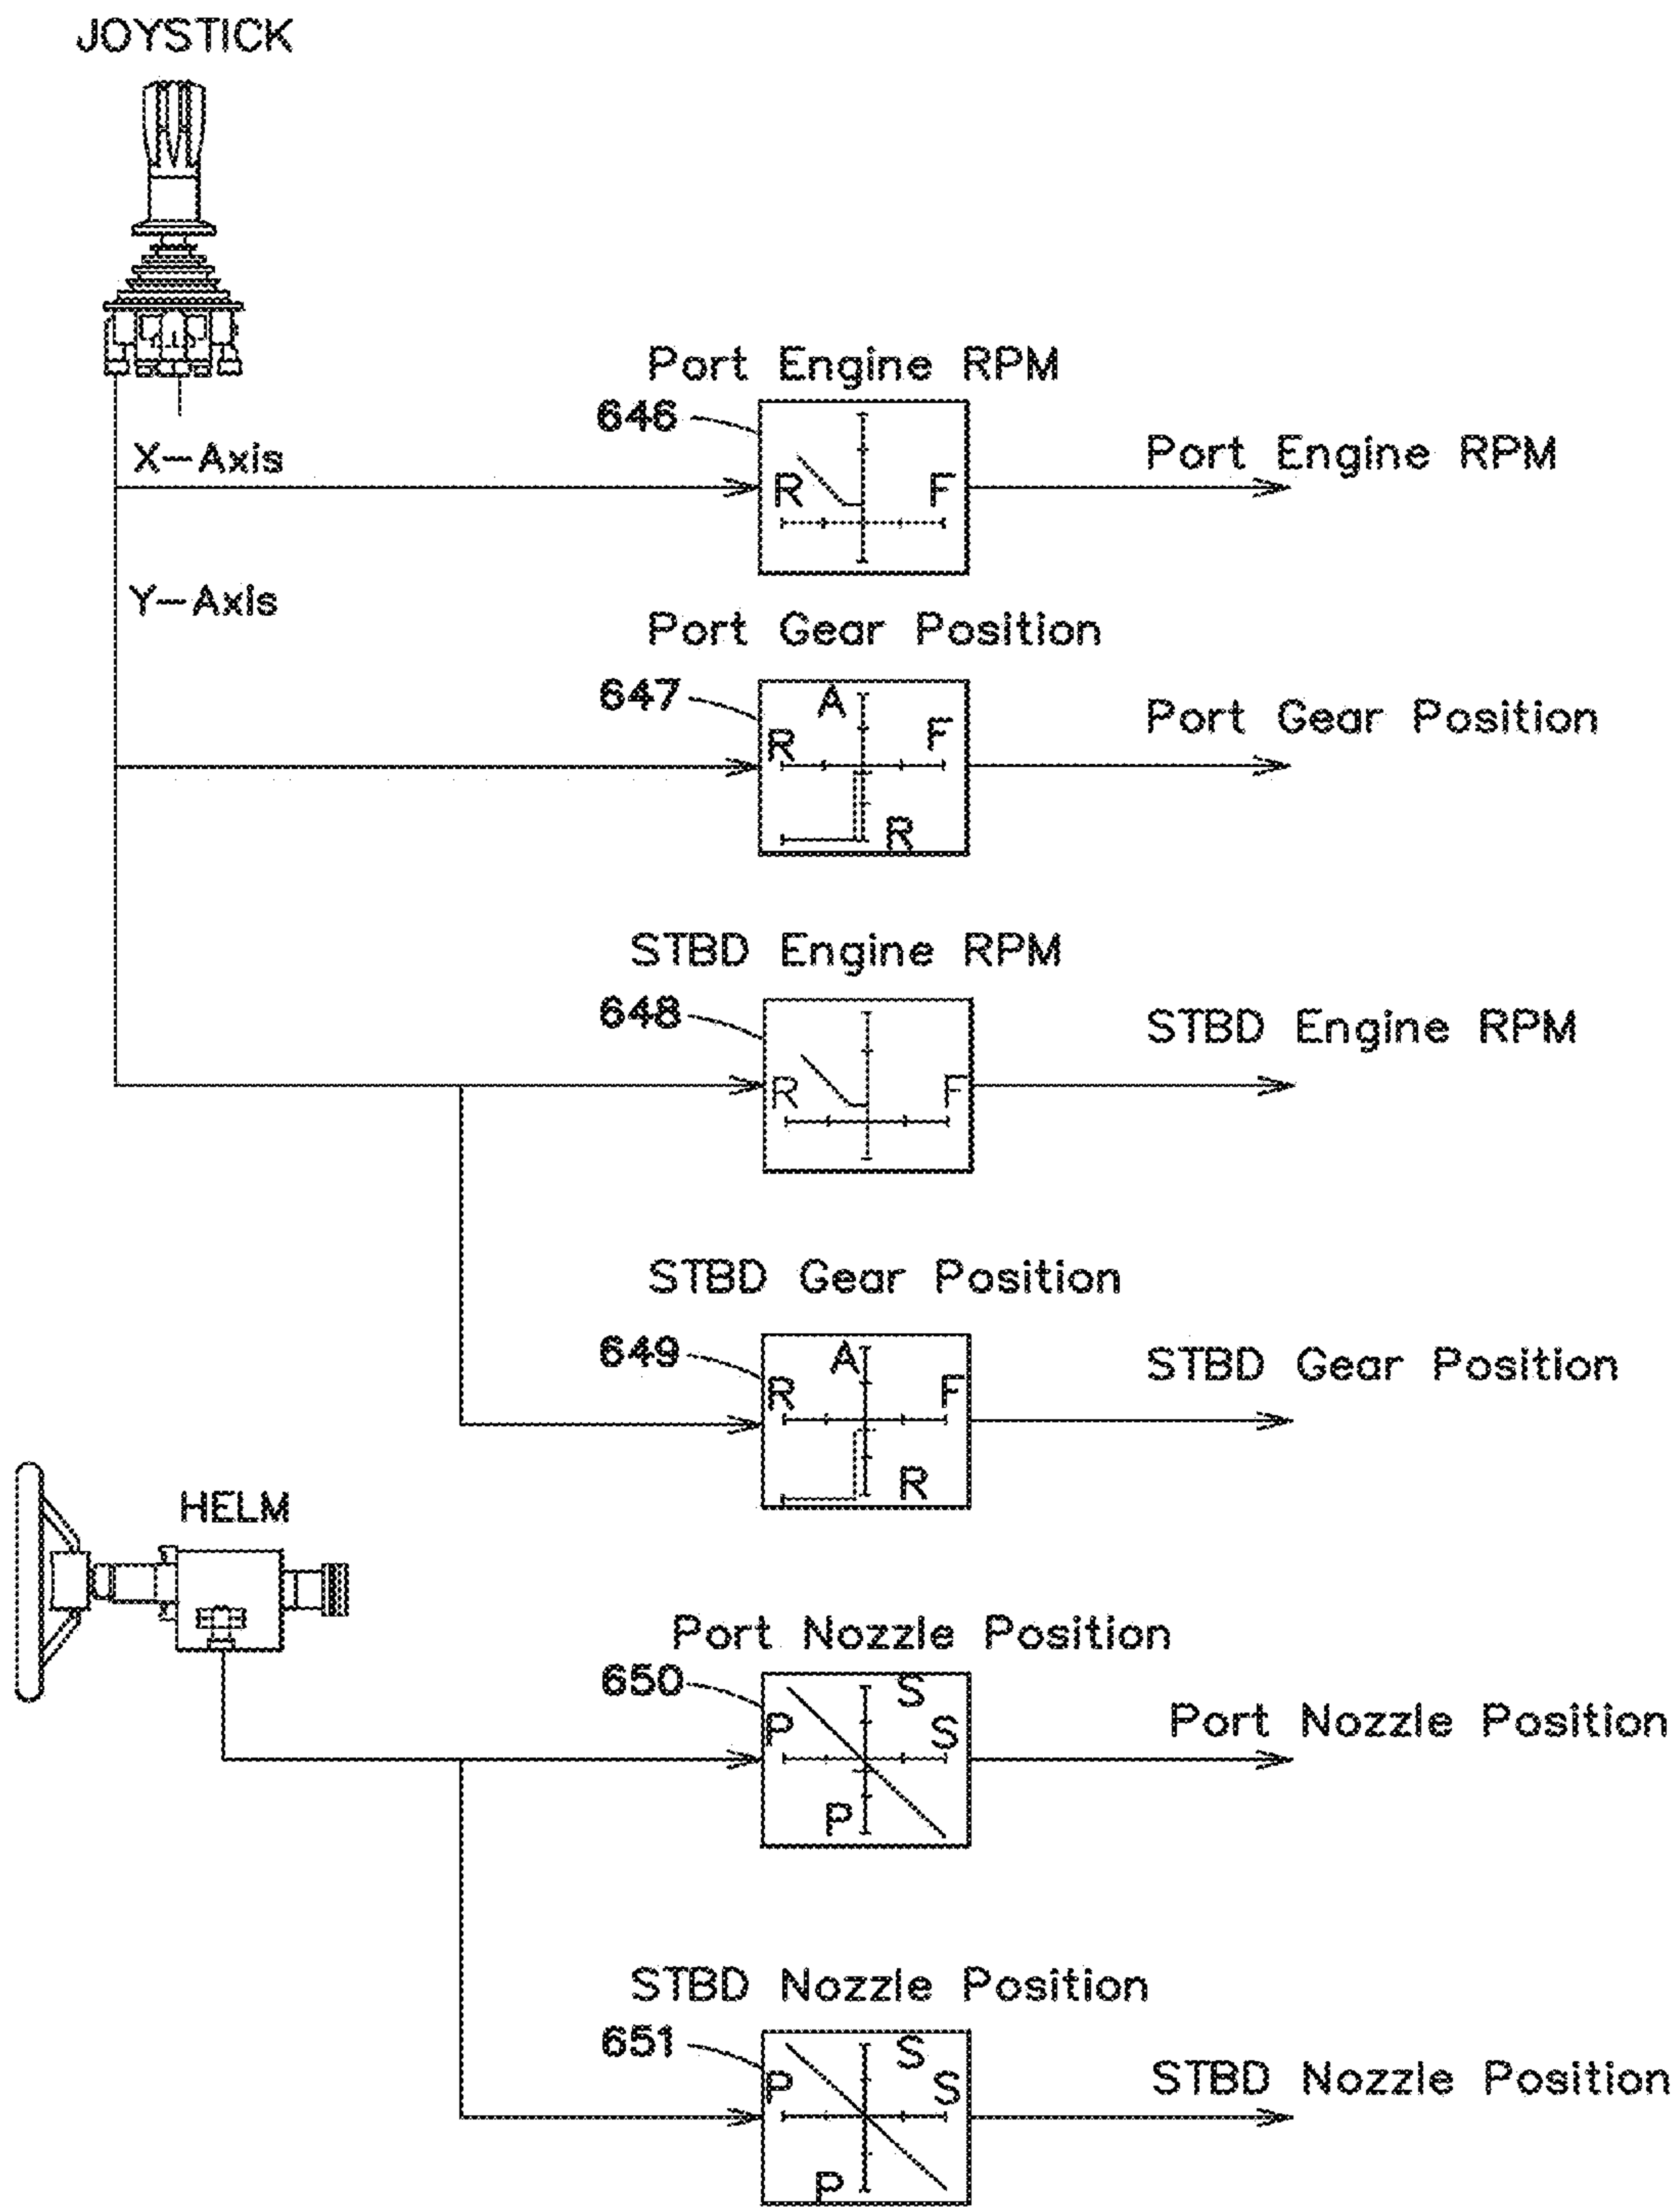 JOYSTICK
Port Engine RPM
646
X-Axis
R
F
Port Engine RPM
Y-Axis
Port Gear Position
647
A
R
F
R
Port Gear Position
STBD Engine RPM
648
R
F
STBD Engine RPM
STBD Gear Position
649
A
R
F
R
STBD Gear Position
HELM
Port Nozzle Position
650
S
P
S
P
Port Nozzle Position
STBD Nozzle Position
651
S
P
S
P
STBD Nozzle Position